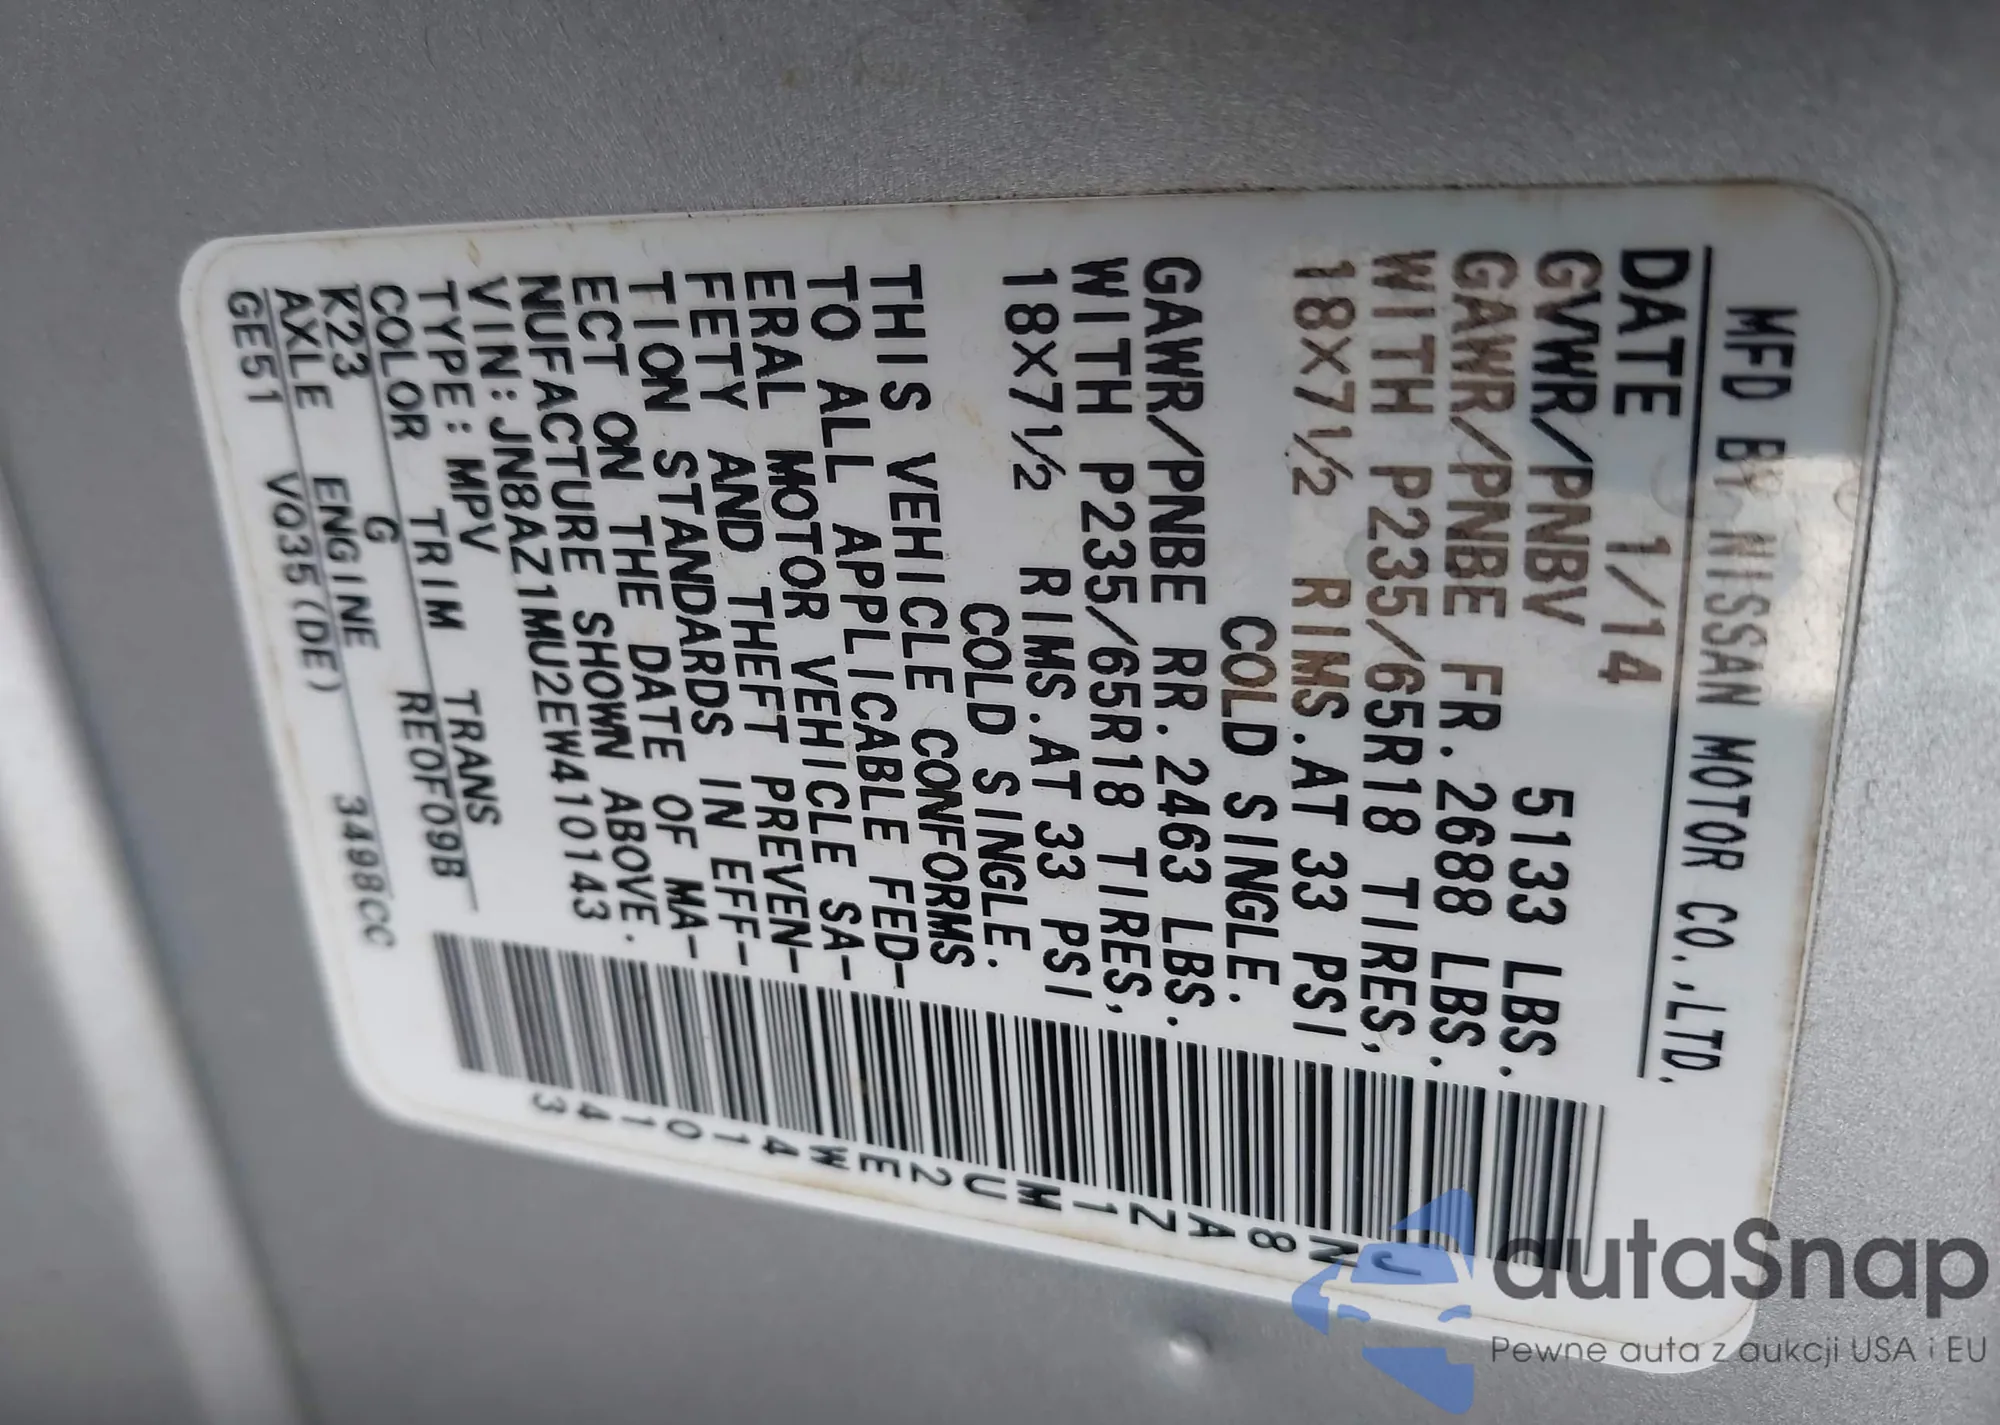 MFD BY NISSAN MOTOR CO.,LTD.
DATE 1/14
GVWR/PNBV 5133 LBS.
GAWR/PNBE FR.2688 LBS.
WITH P235/65R18 TIRES,
18X7½ RIMS.AT 33 PSI
COLD SINGLE.
GAWR/PNBE RR.2463 LBS.
WITH P235/65R18 TIRES,
18X7½ RIMS.AT 33 PSI
COLD SINGLE.
THIS VEHICLE CONFORMS
TO ALL APPLICABLE FED-
ERAL MOTOR VEHICLE SA-
FETY AND THEFT PREVEN-
TION STANDARDS IN EFF-
ECT ON THE DATE OF MA-
NUFACTURE SHOWN ABOVE.
VIN:JN8AZ1MU2EW410143
TYPE:MPV
COLOR TRIM TRANS
K23 G RE0F09B
AXLE ENGINE
GE51 VQ35(DE) 3498CC
JN8AZ1MU2EW410143
autaSnap
Pewne auta z aukcji USA i EU